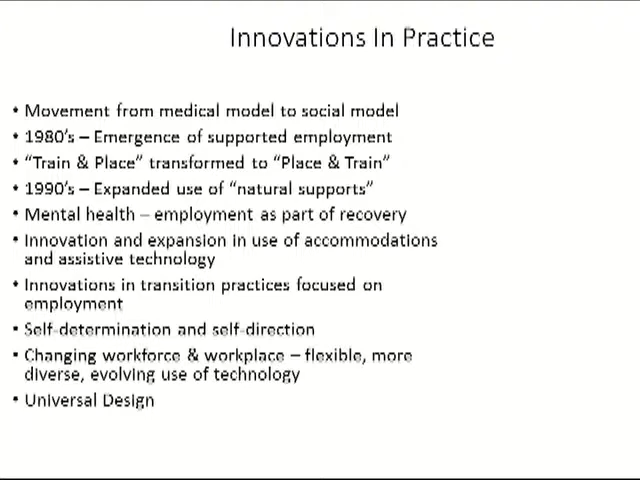 Innovations In Practice
• Movement from medical model to social model
• 1980's – Emergence of supported employment
• "Train & Place" transformed to "Place & Train"
• 1990's – Expanded use of "natural supports"
• Mental health – employment as part of recovery
• Innovation and expansion in use of accommodations
and assistive technology
• Innovations in transition practices focused on
employment
• Self-determination and self-direction
• Changing workforce & workplace – flexible, more
diverse, evolving use of technology
• Universal Design